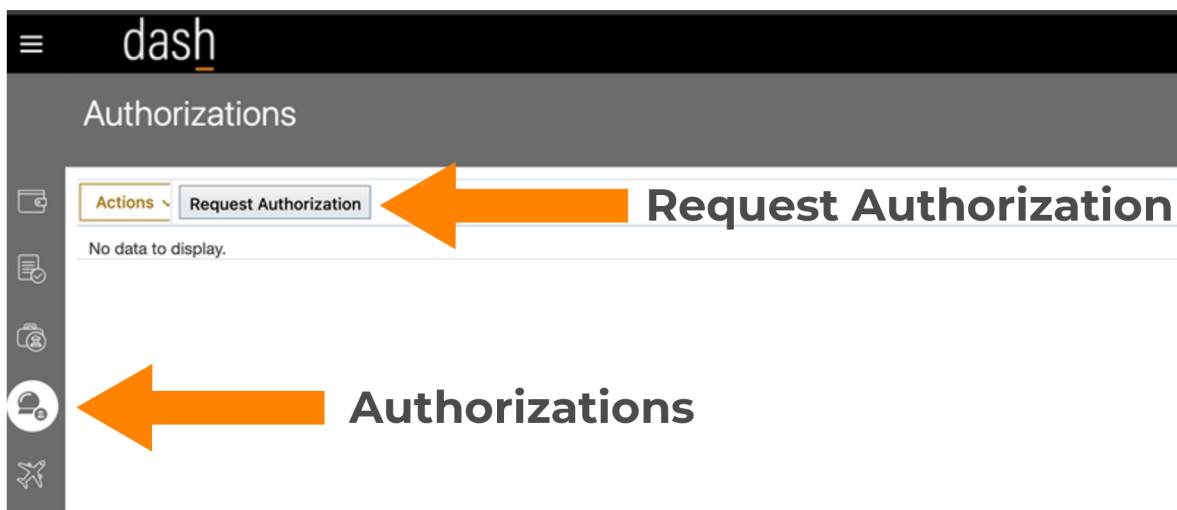 dash
Authorizations
Actions
Request Authorization
Request Authorization
No data to display.
Authorizations